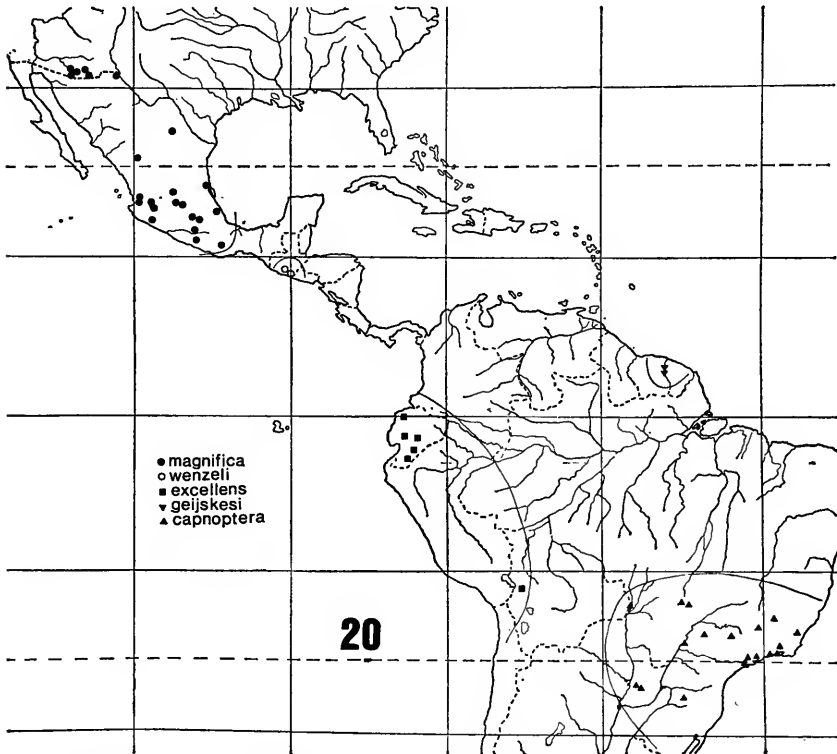 ● magnifica
○ wenzeli
■ excellens
▼ geijskesi
▲ capnoptera
20